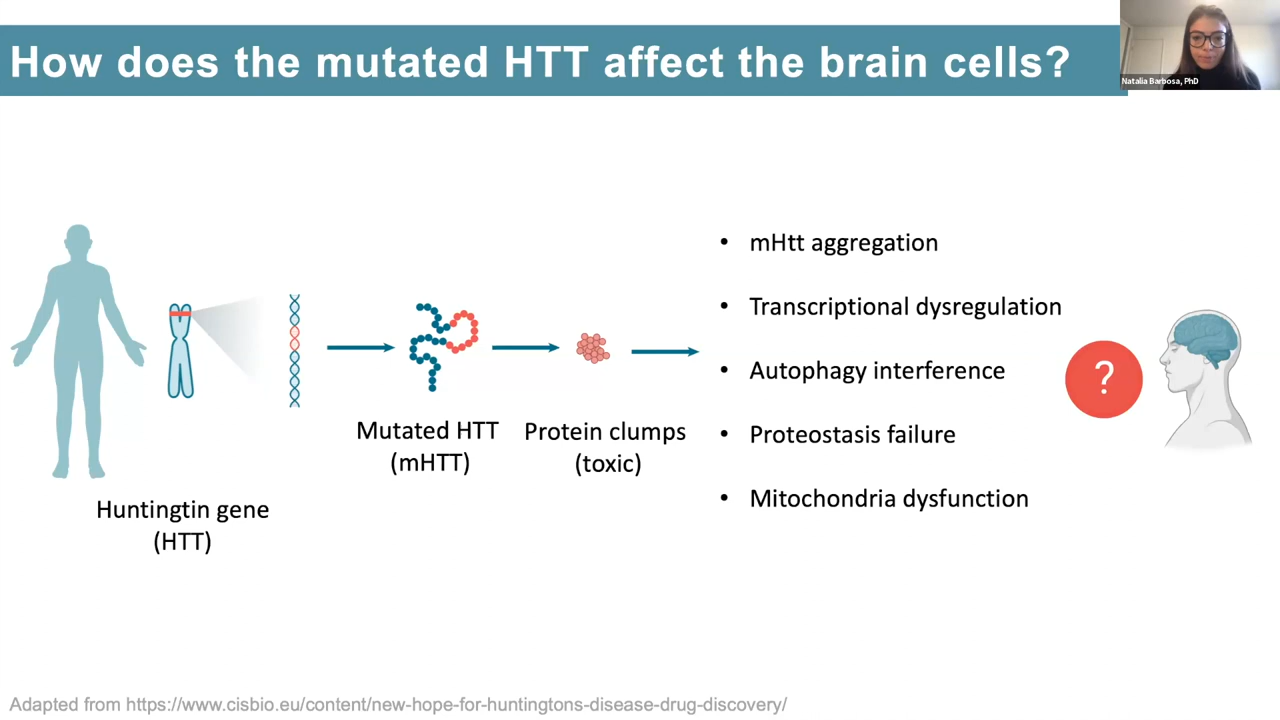 How does the mutated HTT affect the brain cells?
Natalia Barbosa, PhD
• mHtt aggregation
• Transcriptional dysregulation
• Autophagy interference
• Proteostasis failure
• Mitochondria dysfunction
?
Mutated HTT
(mHTT)
Protein clumps
(toxic)
Huntingtin gene
(HTT)
Adapted from https://www.cisbio.eu/content/new-hope-for-huntingtons-disease-drug-discovery/